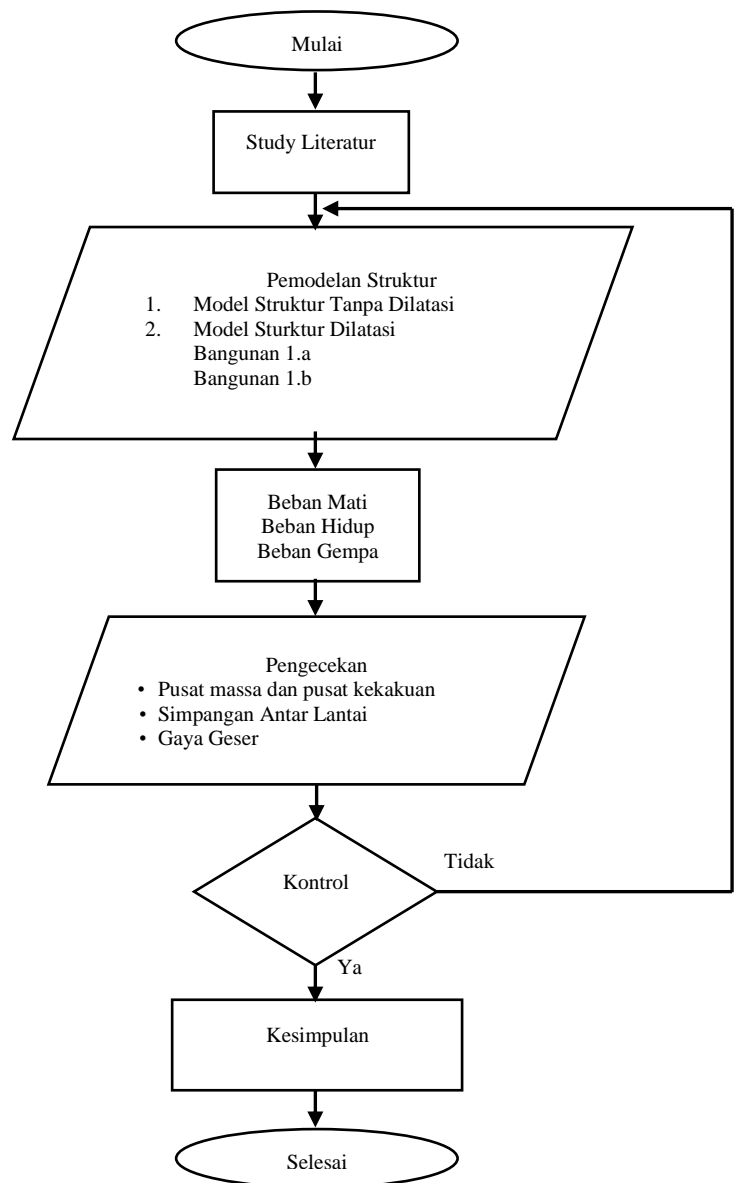 Mulai
Study Literatur
Pemodelan Struktur
1. Model Struktur Tanpa Dilatasi
2. Model Sturktur Dilatasi
Bangunan 1.a
Bangunan 1.b
Beban Mati
Beban Hidup
Beban Gempa
Pengecekan
• Pusat massa dan pusat kekakuan
• Simpangan Antar Lantai
• Gaya Geser
Kontrol
Tidak
Ya
Kesimpulan
Selesai